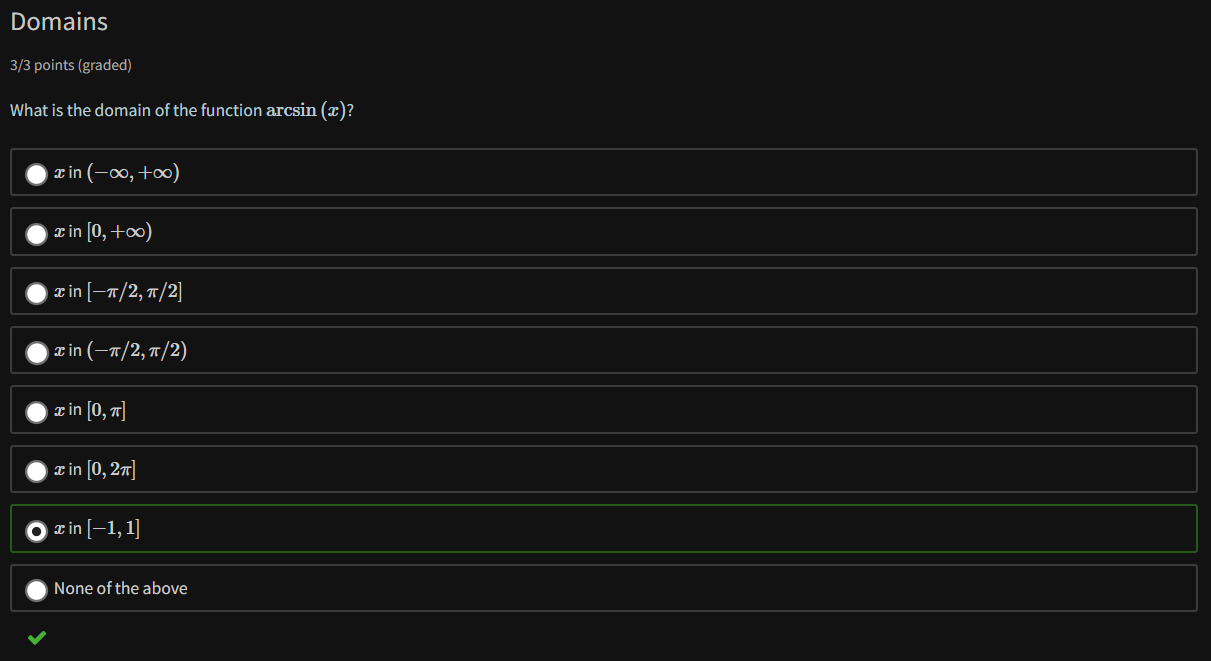 Domains
3/3 points (graded)
What is the domain of the function arcsin (x)?
x in (−∞, +∞)
x in [0, +∞)
x in [−π/2, π/2]
x in (−π/2, π/2)
x in [0, π]
x in [0, 2π]
x in [−1, 1]
None of the above